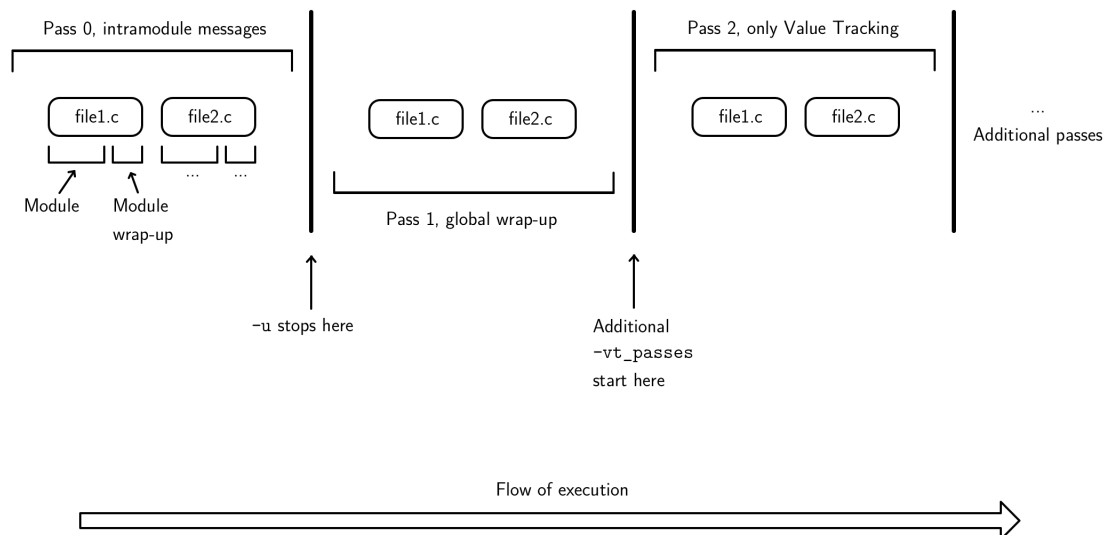 Pass 0, intramodule messages
file1.c
file2.c
...
...
Module
Module
wrap-up
-u stops here
file1.c
file2.c
Pass 1, global wrap-up
Additional
-vt_passes
start here
Pass 2, only Value Tracking
file1.c
file2.c
...
Additional passes
Flow of execution